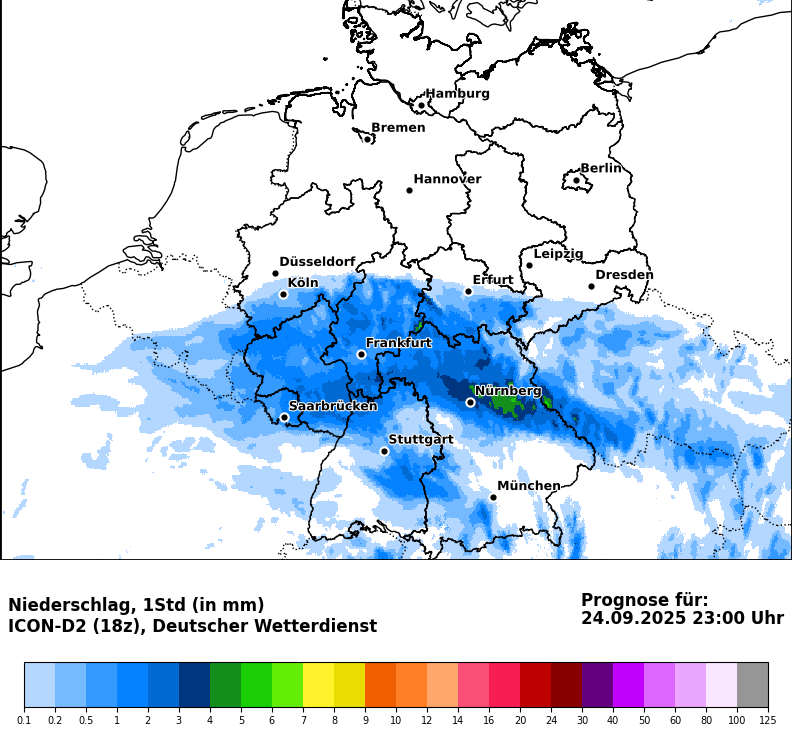 Hamburg
Bremen
Berlin
Hannover
Leipzig
Düsseldorf
Dresden
Köln
Erfurt
Frankfurt
Nürnberg
Saarbrücken
Stuttgart
München
Niederschlag, 1Std (in mm)
ICON-D2 (18z), Deutscher Wetterdienst
Prognose für:
24.09.2025 23:00 Uhr
0.1 0.2 0.5 1 2 3 4 5 6 7 8 9 10 12 14 16 20 24 30 40 50 60 80 100 125